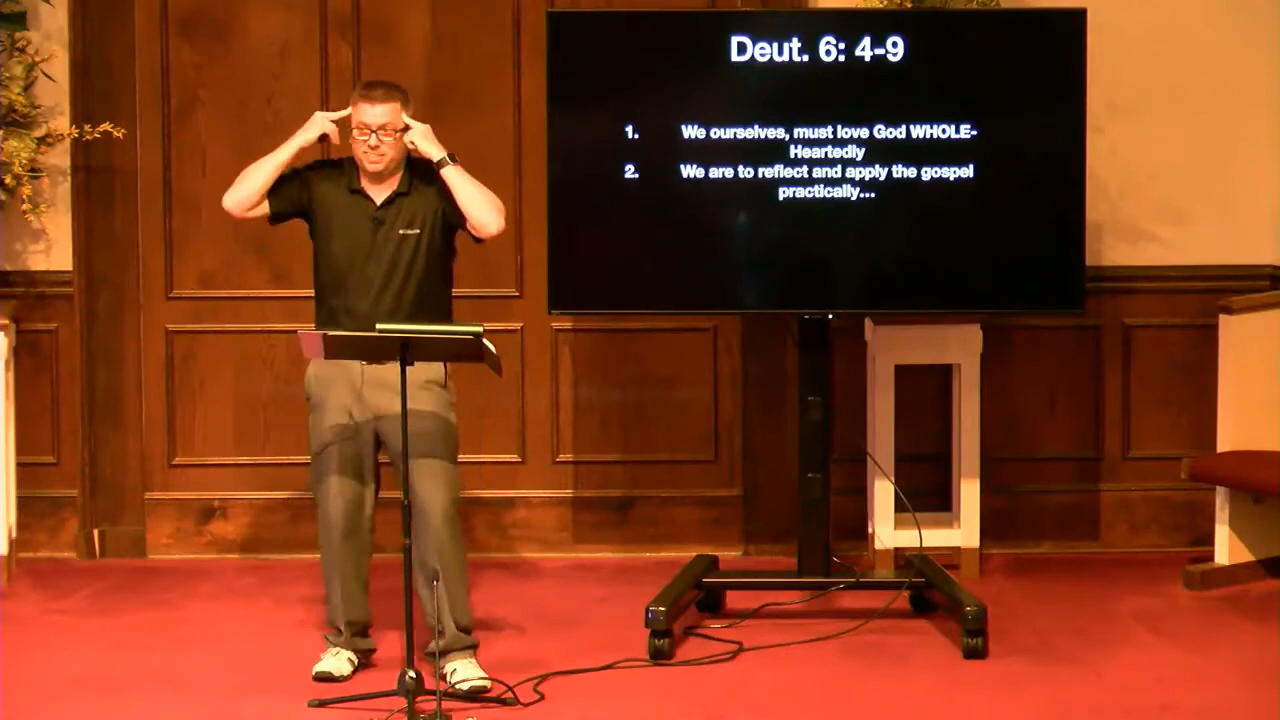 Deut. 6: 4-9
1. We ourselves, must love God WHOLE-
Heartedly
2. We are to reflect and apply the gospel
practically...